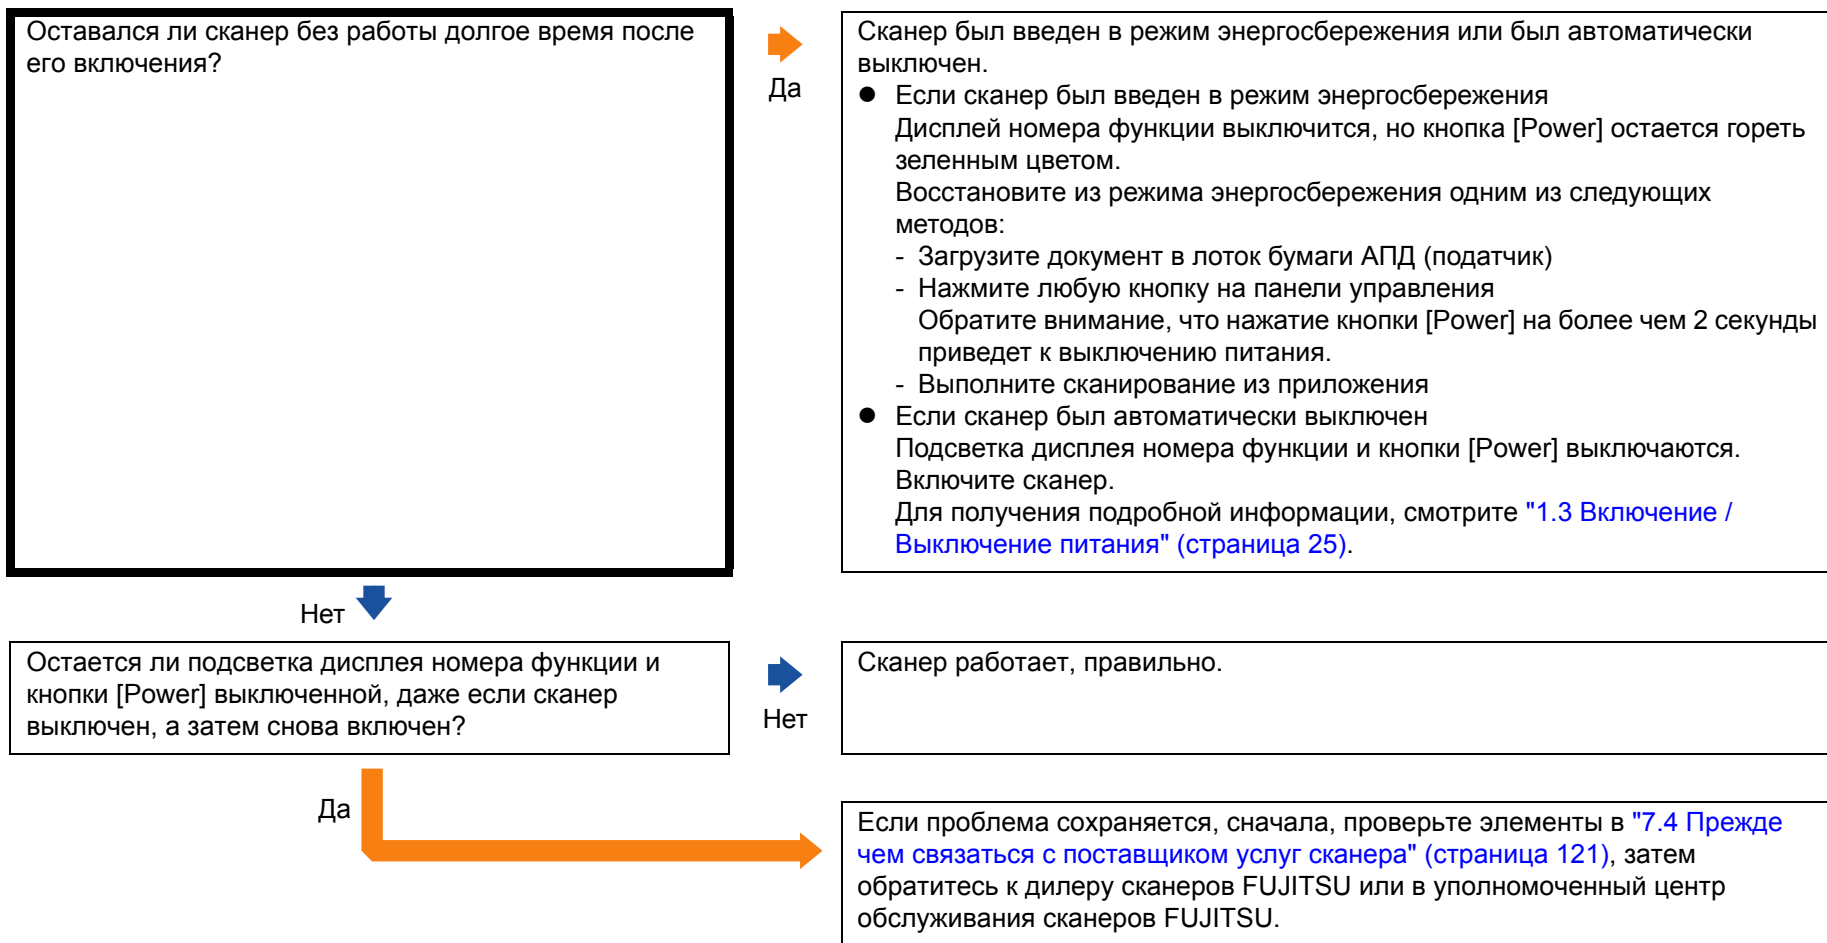 Оставался ли сканер без работы долгое время после
его включения?
Да
Сканер был введен в режим энергосбережения или был автоматически
выключен.
● Если сканер был введен в режим энергосбережения
Дисплей номера функции выключится, но кнопка [Power] остается гореть
зеленным цветом.
Восстановите из режима энергосбережения одним из следующих
методов:
- Загрузите документ в лоток бумаги АПД (податчик)
- Нажмите любую кнопку на панели управления
Обратите внимание, что нажатие кнопки [Power] на более чем 2 секунды
приведет к выключению питания.
- Выполните сканирование из приложения
● Если сканер был автоматически выключен
Подсветка дисплея номера функции и кнопки [Power] выключаются.
Включите сканер.
Для получения подробной информации, смотрите "1.3 Включение /
Выключение питания" (страница 25).
Нет
Остается ли подсветка дисплея номера функции и
кнопки [Power] выключенной, даже если сканер
выключен, а затем снова включен?
Нет
Сканер работает, правильно.
Да
Если проблема сохраняется, сначала, проверьте элементы в "7.4 Прежде
чем связаться с поставщиком услуг сканера" (страница 121), затем
обратитесь к дилеру сканеров FUJITSU или в уполномоченный центр
обслуживания сканеров FUJITSU.